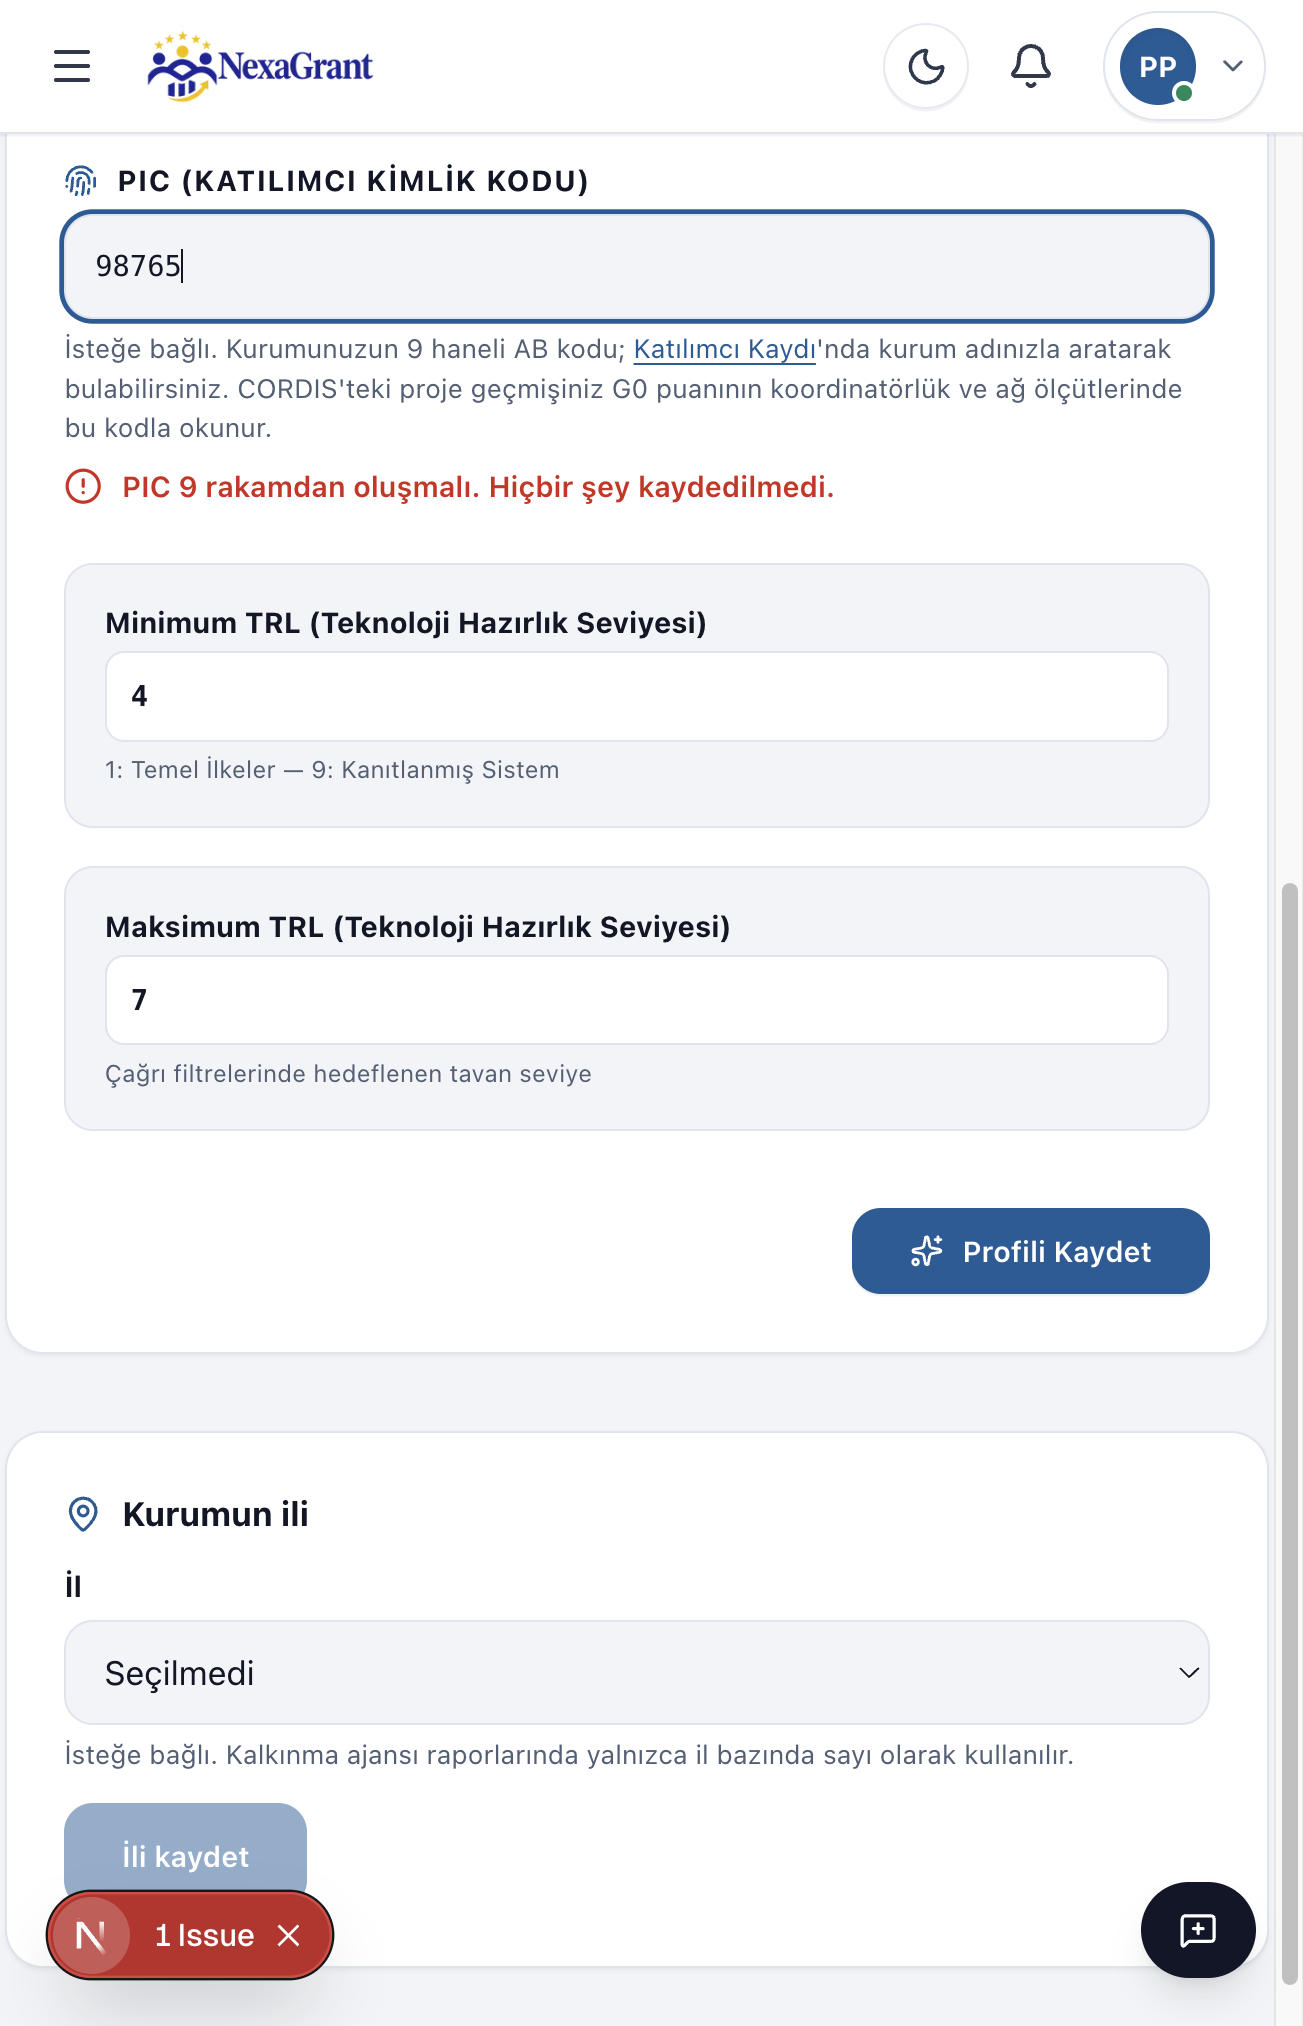 NexaGrant
PP
PIC (KATILIMCI KİMLİK KODU)
98765
İsteğe bağlı. Kurumunuzun 9 haneli AB kodu; Katılımcı Kaydı'nda kurum adınızla aratarak
bulabilirsiniz. CORDIS'teki proje geçmişiniz G0 puanının koordinatörlük ve ağ ölçütlerinde
bu kodla okunur.
PIC 9 rakamdan oluşmalı. Hiçbir şey kaydedilmedi.
Minimum TRL (Teknoloji Hazırlık Seviyesi)
4
1: Temel İlkeler — 9: Kanıtlanmış Sistem
Maksimum TRL (Teknoloji Hazırlık Seviyesi)
7
Çağrı filtrelerinde hedeflenen tavan seviye
Profili Kaydet
Kurumun ili
İl
Seçilmedi
İsteğe bağlı. Kalkınma ajansı raporlarında yalnızca il bazında sayı olarak kullanılır.
İli kaydet
N 1 Issue